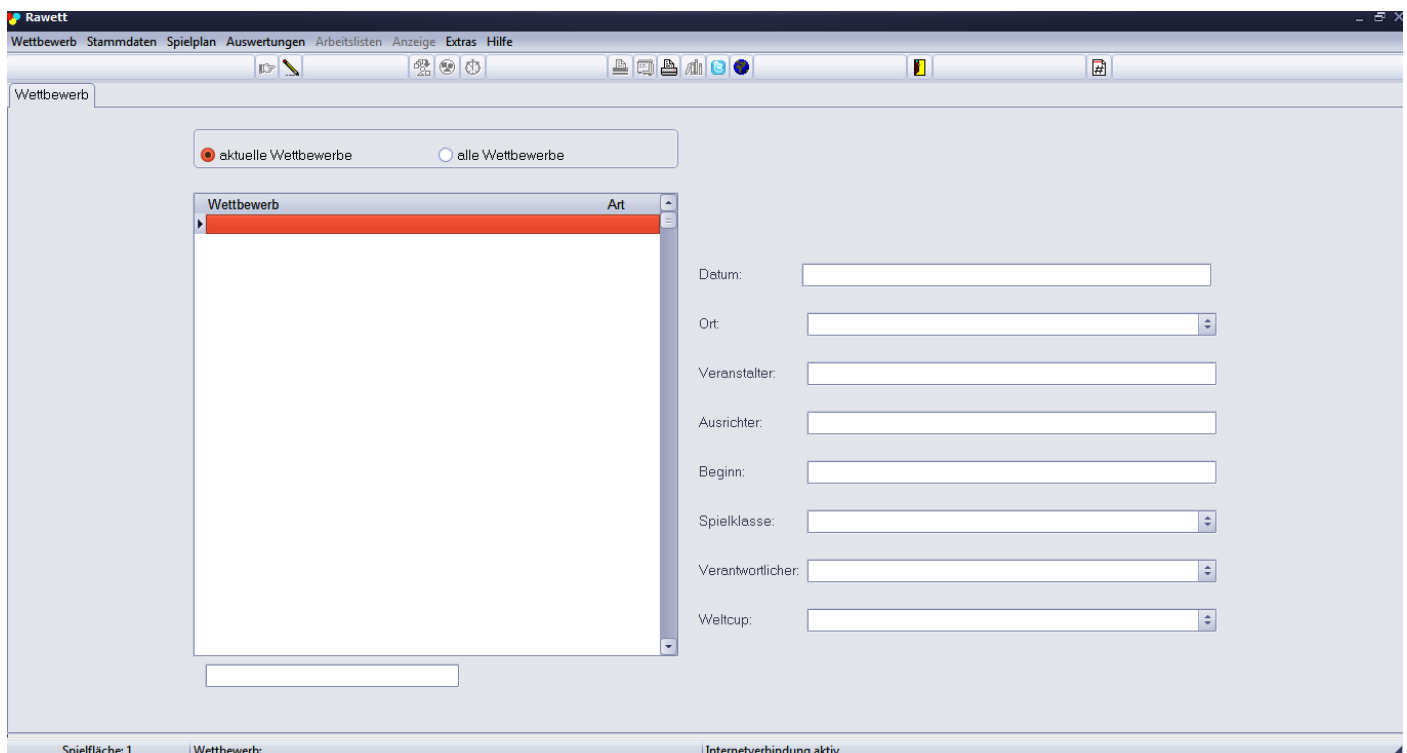 Rawett
Wettbewerb Stammdaten Spielplan Auswertungen Arbeitslisten Anzeige Extras Hilfe
Wettbewerb
aktuelle Wettbewerbe alle Wettbewerbe
Wettbewerb Art
Datum:
Ort:
Veranstalter:
Ausrichter:
Beginn:
Spielklasse:
Verantwortlicher:
Weltcup:
Spielfläche: 1 Wettbewerb: Internetverbindung aktiv